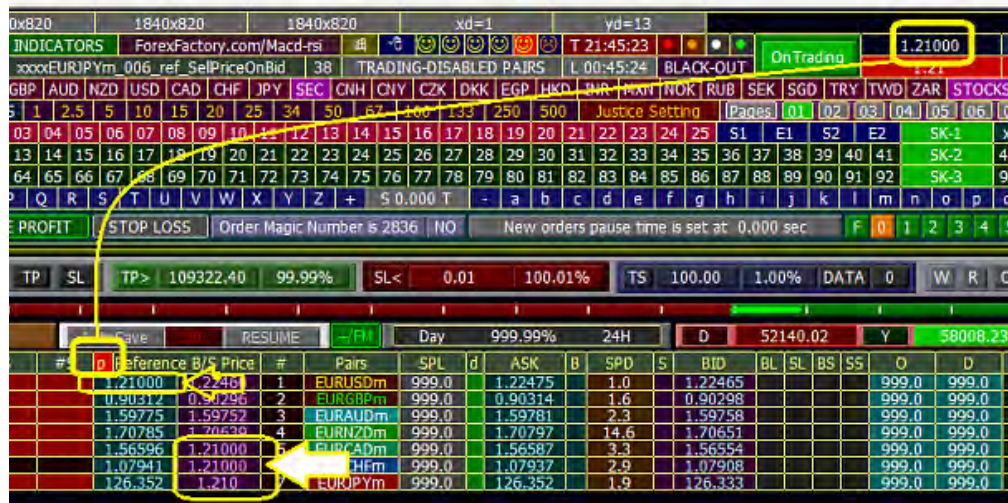 0x820 1840x820 1840x820 xd=1 yd=13
INDICATORS ForexFactory.com/Macd-rsi T 21:45:23 1.21000
xxxxEURJPYm_006_ref_SelPriceOnBid 38 TRADING-DISABLED PAIRS L 00:45:24 BLACK-OUT OnTrading 1.21
GBP AUD NZD USD CAD CHF JPY SEC CNH CNY CZK DKK EGP HKD INR MXN NOK RUB SEK SGD TRY TWD ZAR STOCKS
1 2.5 5 10 15 20 25 34 50 67 100 133 250 500 Justice Setting Pages 01 02 03 04 05 06
03 04 05 06 07 08 09 10 11 12 13 14 15 16 17 18 19 20 21 22 23 24 25 S1 E1 S2 E2 SK-1
13 14 15 16 17 18 19 20 21 22 23 24 25 26 27 28 29 30 31 32 33 34 35 36 37 38 39 40 41 SK-2 4
64 65 66 67 68 69 70 71 72 73 74 75 76 77 78 79 80 81 82 83 84 85 86 87 88 89 90 91 92 SK-3 9
P Q R S T U V W X Y Z + S 0.000 T - a b c d e f g h i j k l m n o p
E PROFIT STOP LOSS Order Magic Number is 2836 NO New orders pause time is set at 0.000 sec F 0 1 2 3 4
TP SL TP> 109322.40 99.99% SL< 0.01 100.01% TS 100.00 1.00% DATA 0 W R
Save RESUME -/FM Day 999.99% 24H D 52140.02 Y 58008.23
#S p Reference B/S Price # Pairs SPL d ASK B SPD S BID BL SL BS SS O D
1.21000 1.22465 1 EURUSDm 999.0 1.22475 1.0 1.22465 999.0 999.0
0.90312 0.90296 2 EURGBPm 999.0 0.90314 1.6 0.90298 999.0 999.0
1.59775 1.59752 3 EURAUDm 999.0 1.59781 2.3 1.59758 999.0 999.0
1.70785 1.70639 4 EURNZDm 999.0 1.70797 14.6 1.70651 999.0 999.0
1.56596 1.21000 EURCADm 999.0 1.56587 3.3 1.56554 999.0 999.0
1.07941 1.21000 CHFm 999.0 1.07937 2.9 1.07908 999.0 999.0
126.352 1.210 EURJPYm 999.0 126.352 1.9 126.333 999.0 999.0